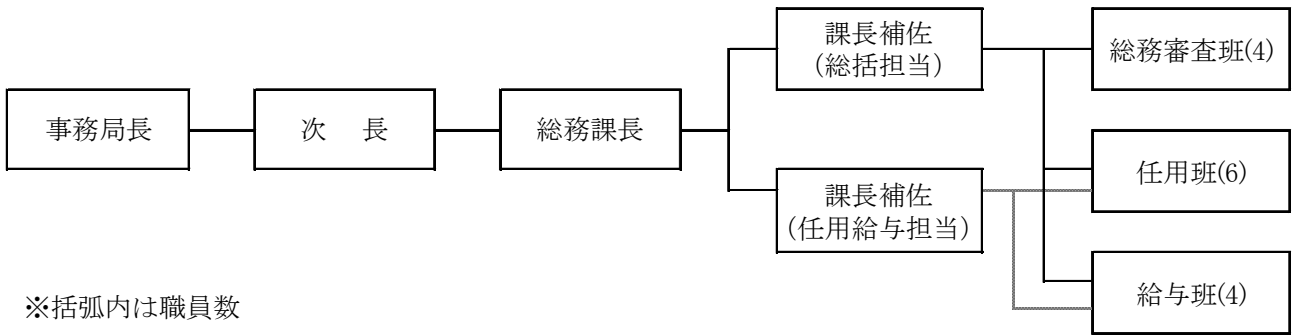 事務局長
次　長
総務課長
課長補佐
（総括担当）
課長補佐
（任用給与担当）
総務審査班(4)
任用班(6)
給与班(4)
※括弧内は職員数